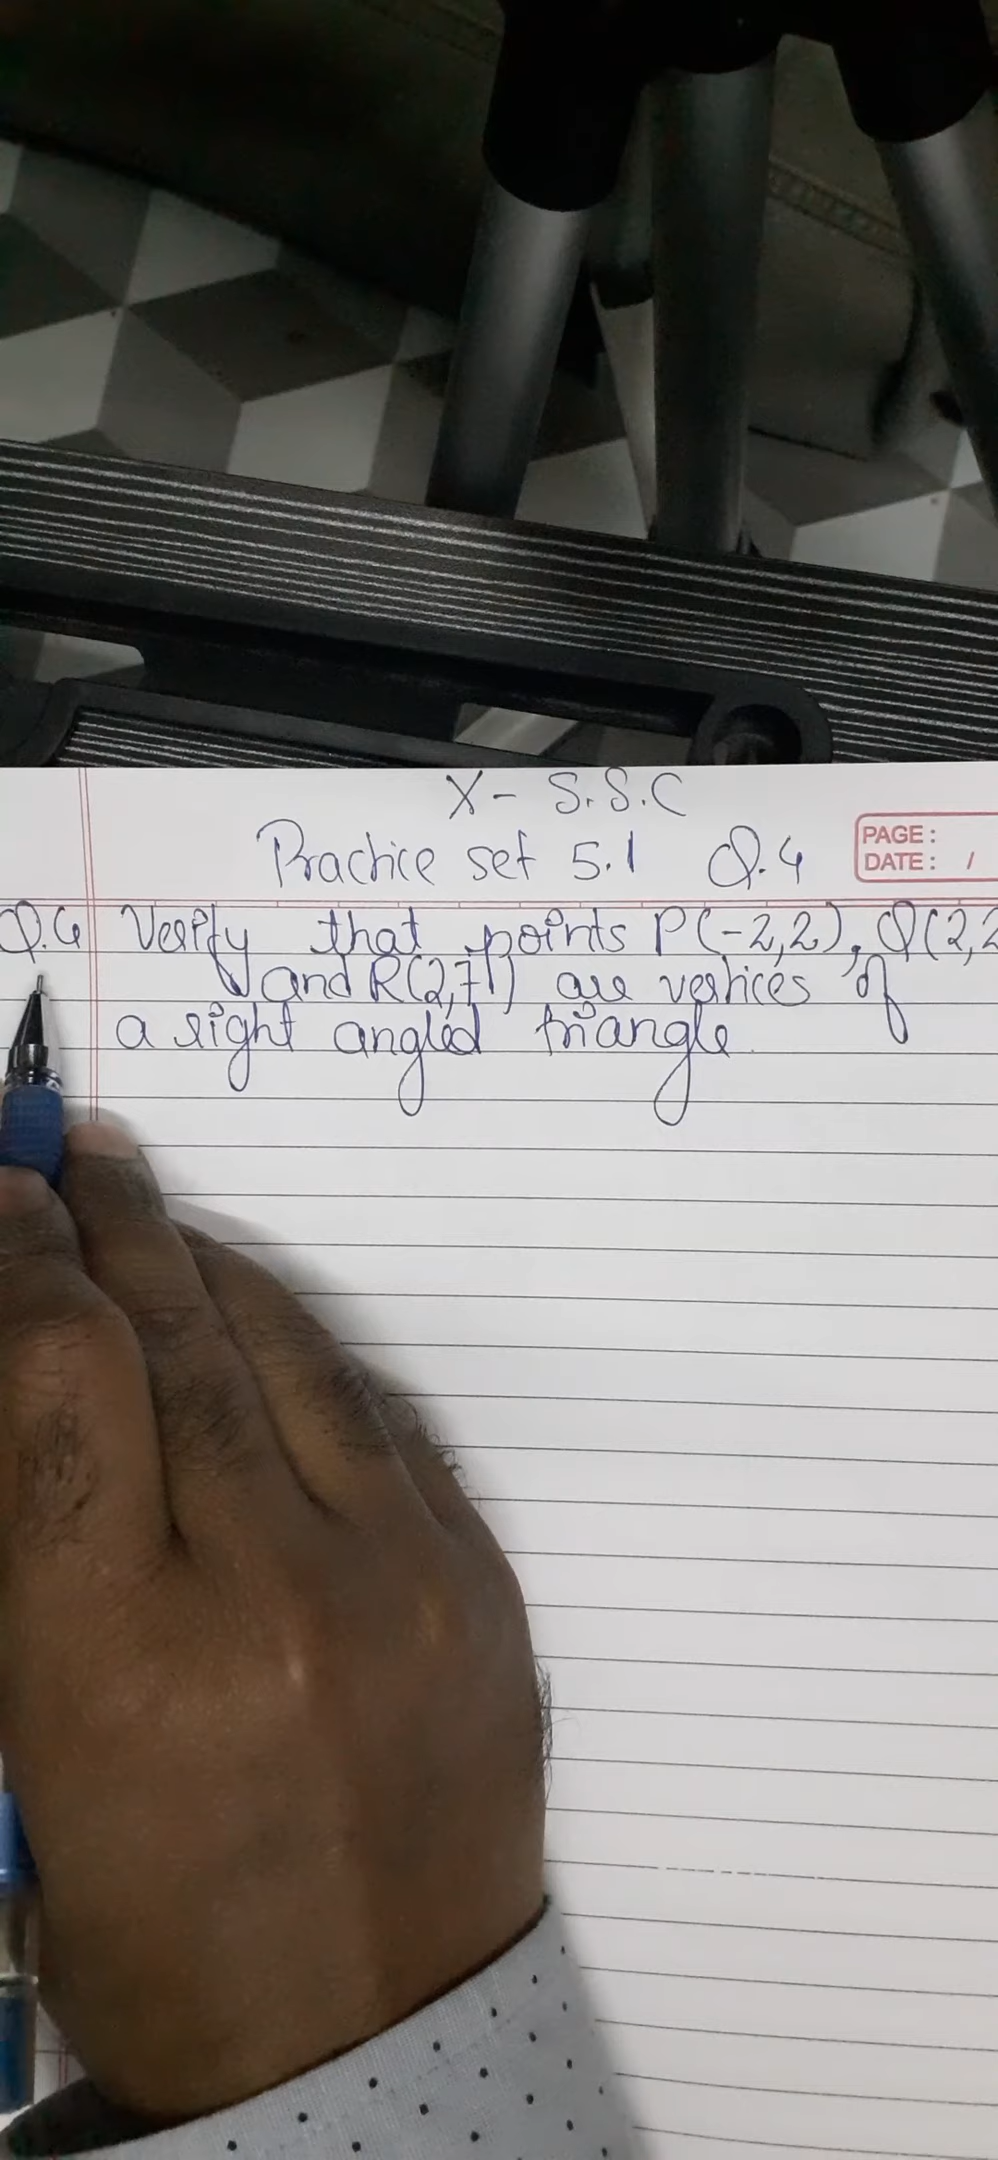 X- S.S.C
Practice set 5.1 Q.4
PAGE:
DATE: /
Q.4 Verify that points P(-2,2), Q(2,2
and R(2,7) are vertices of
a right angled triangle.